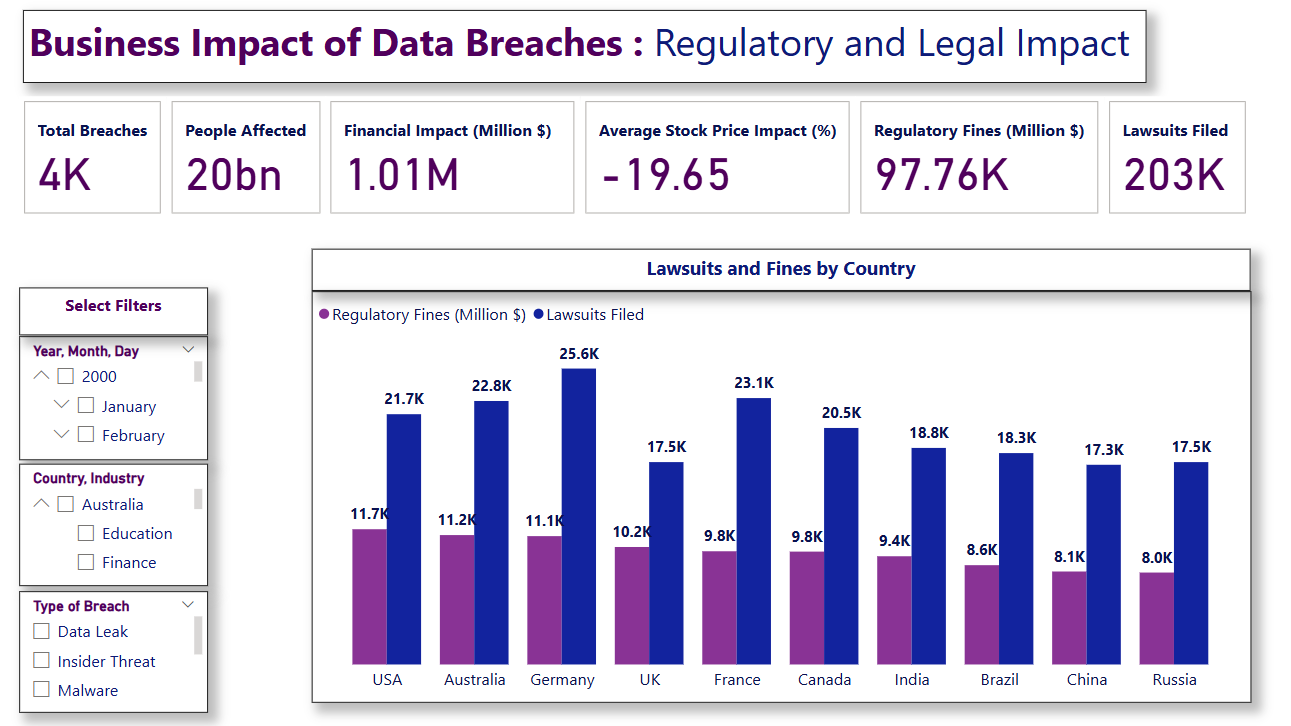 Business Impact of Data Breaches : Regulatory and Legal Impact
Total Breaches
4K
People Affected
20bn
Financial Impact (Million $)
1.01M
Average Stock Price Impact (%)
-19.65
Regulatory Fines (Million $)
97.76K
Lawsuits Filed
203K
Select Filters
Year, Month, Day
2000
January
February
Country, Industry
Australia
Education
Finance
Type of Breach
Data Leak
Insider Threat
Malware
Lawsuits and Fines by Country
Regulatory Fines (Million $) Lawsuits Filed
11.7K 21.7K
11.2K 22.8K
11.1K 25.6K
10.2K 17.5K
9.8K 23.1K
9.8K 20.5K
9.4K 18.8K
8.6K 18.3K
8.1K 17.3K
8.0K 17.5K
USA Australia Germany UK France Canada India Brazil China Russia